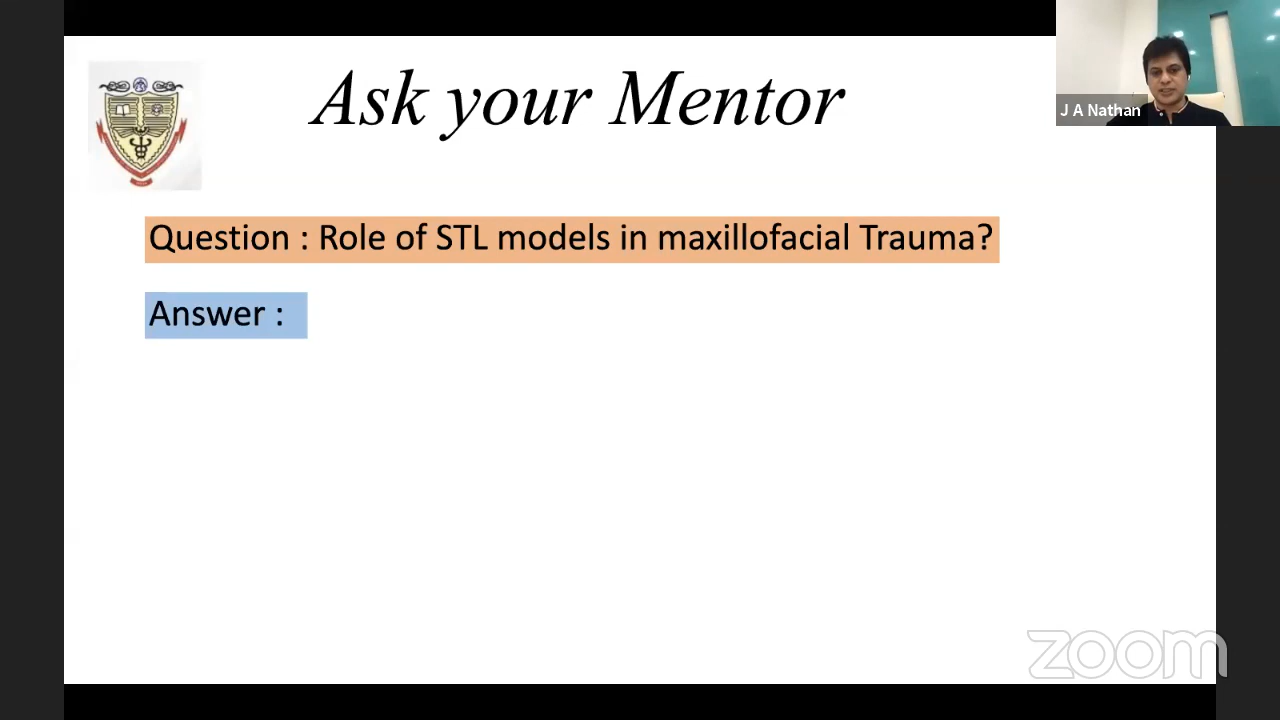 Ask your Mentor
J A Nathan
Question : Role of STL models in maxillofacial Trauma?
Answer :
zoom